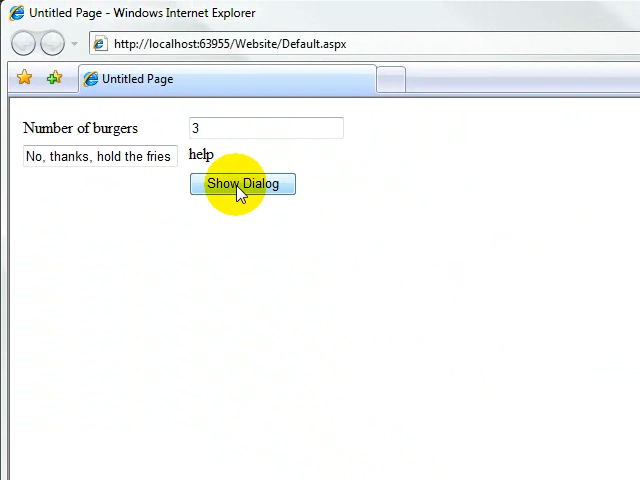 Untitled Page - Windows Internet Explorer
http://localhost:63955/Website/Default.aspx
Untitled Page
Number of burgers 3
No, thanks, hold the fries help
Show Dialog